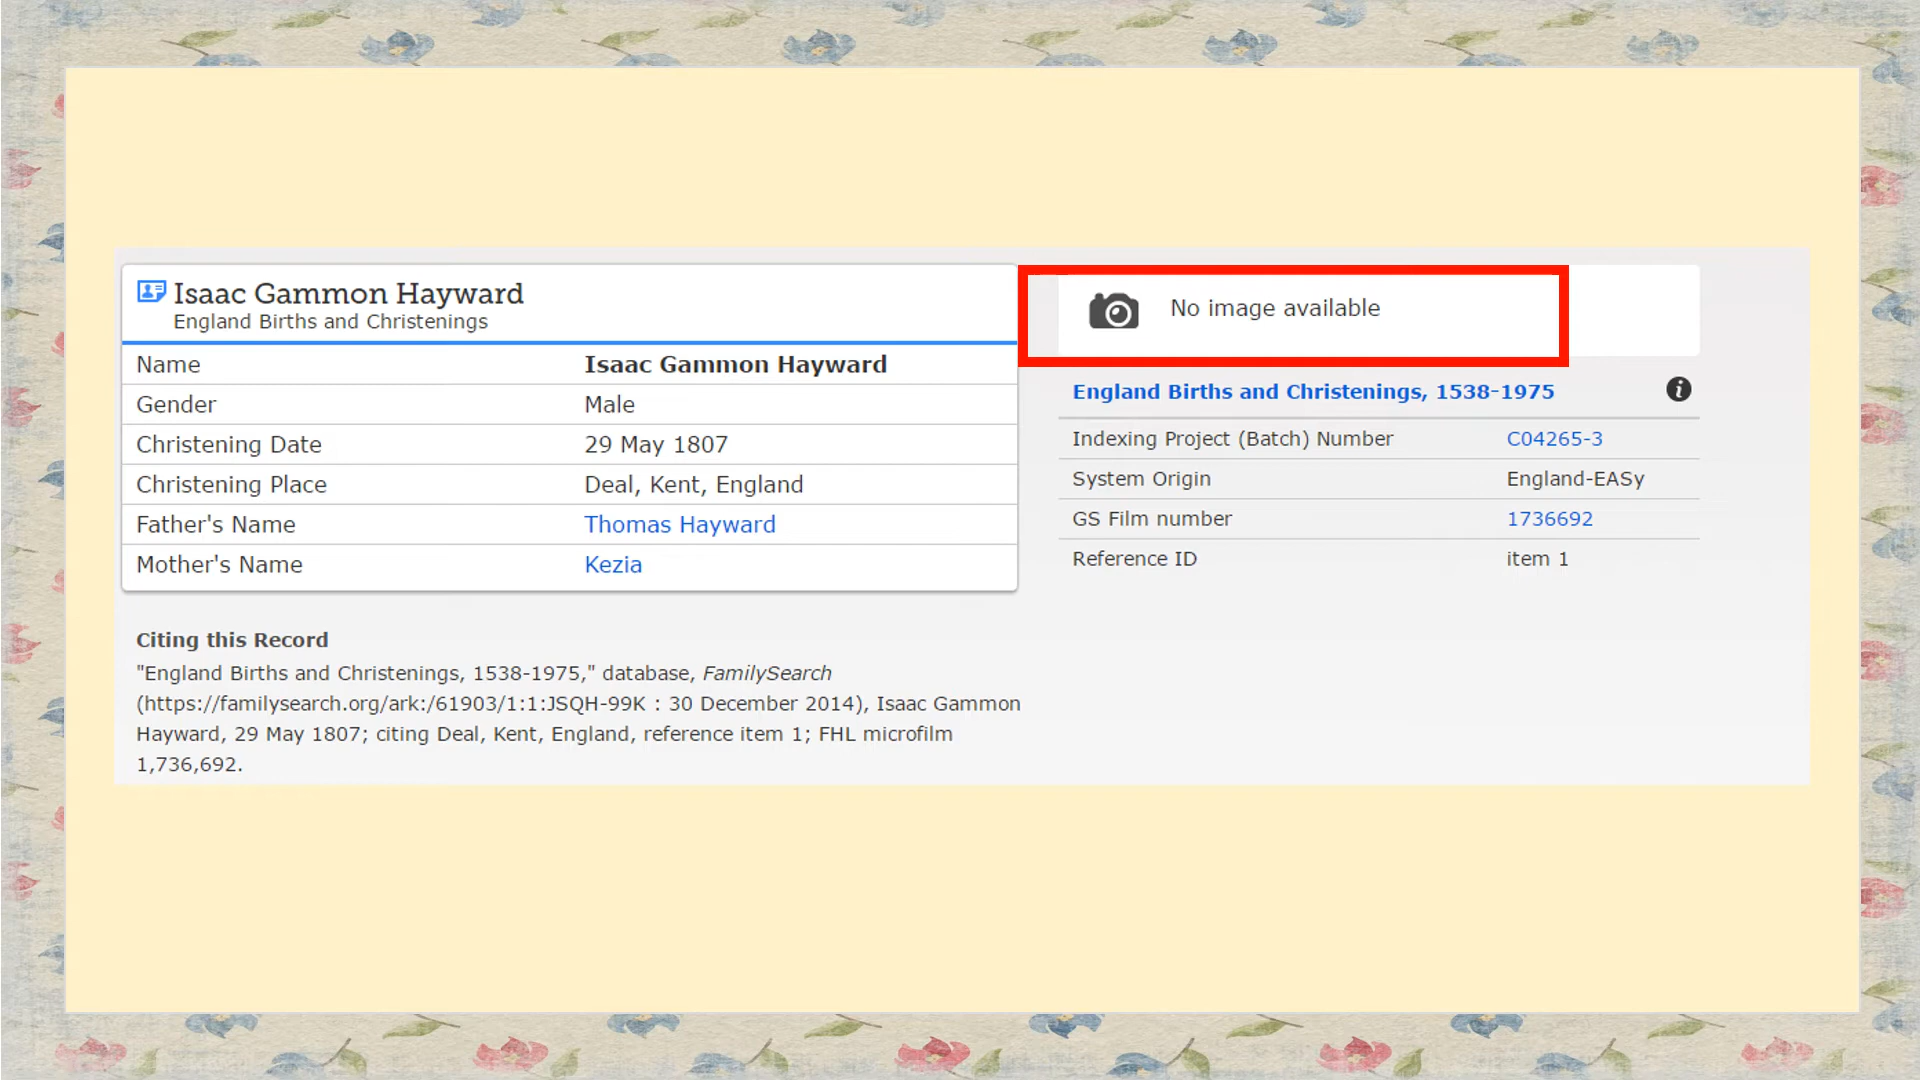 Isaac Gammon Hayward
England Births and Christenings
Name Isaac Gammon Hayward
Gender Male
Christening Date 29 May 1807
Christening Place Deal, Kent, England
Father's Name Thomas Hayward
Mother's Name Kezia
Citing this Record
"England Births and Christenings, 1538-1975," database, FamilySearch
(https://familysearch.org/ark:/61903/1:1:JSQH-99K : 30 December 2014), Isaac Gammon
Hayward, 29 May 1807; citing Deal, Kent, England, reference item 1; FHL microfilm
1,736,692.
No image available
England Births and Christenings, 1538-1975
Indexing Project (Batch) Number C04265-3
System Origin England-EASy
GS Film number 1736692
Reference ID item 1